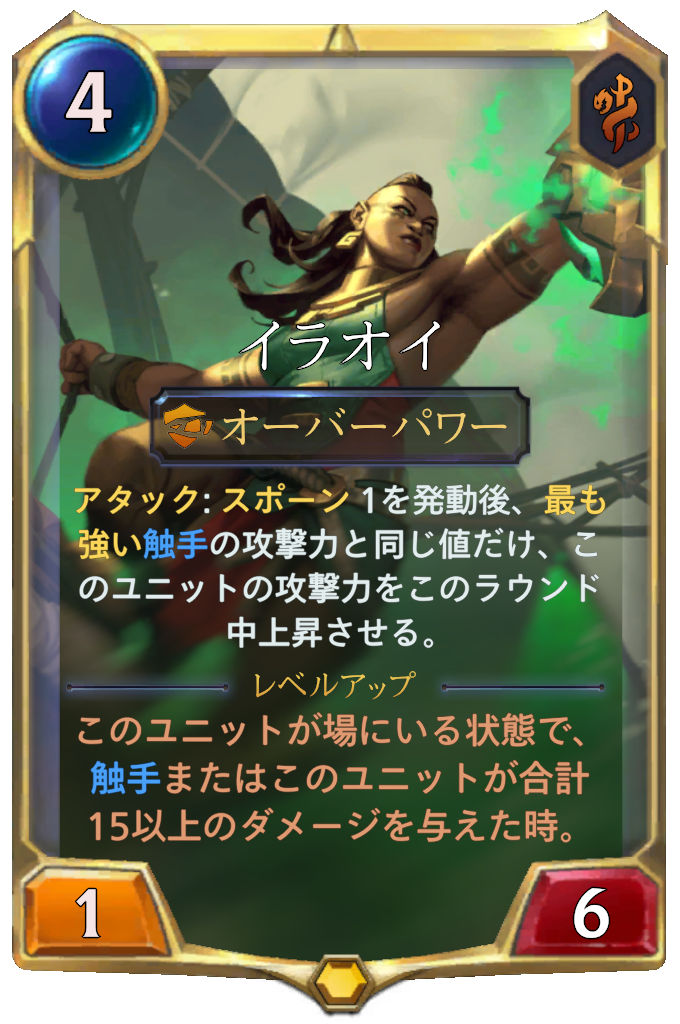 4
イラオイ
オーバーパワー
アタック: スポーン 1を発動後、最も
強い触手の攻撃力と同じ値だけ、こ
のユニットの攻撃力をこのラウンド
中上昇させる。
レベルアップ
このユニットが場にいる状態で、
触手またはこのユニットが合計
15以上のダメージを与えた時。
1
6